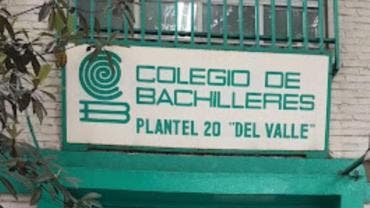 COLEGIO DE
BACHILLERES
PLANTEL 20 "DEL VALLE"